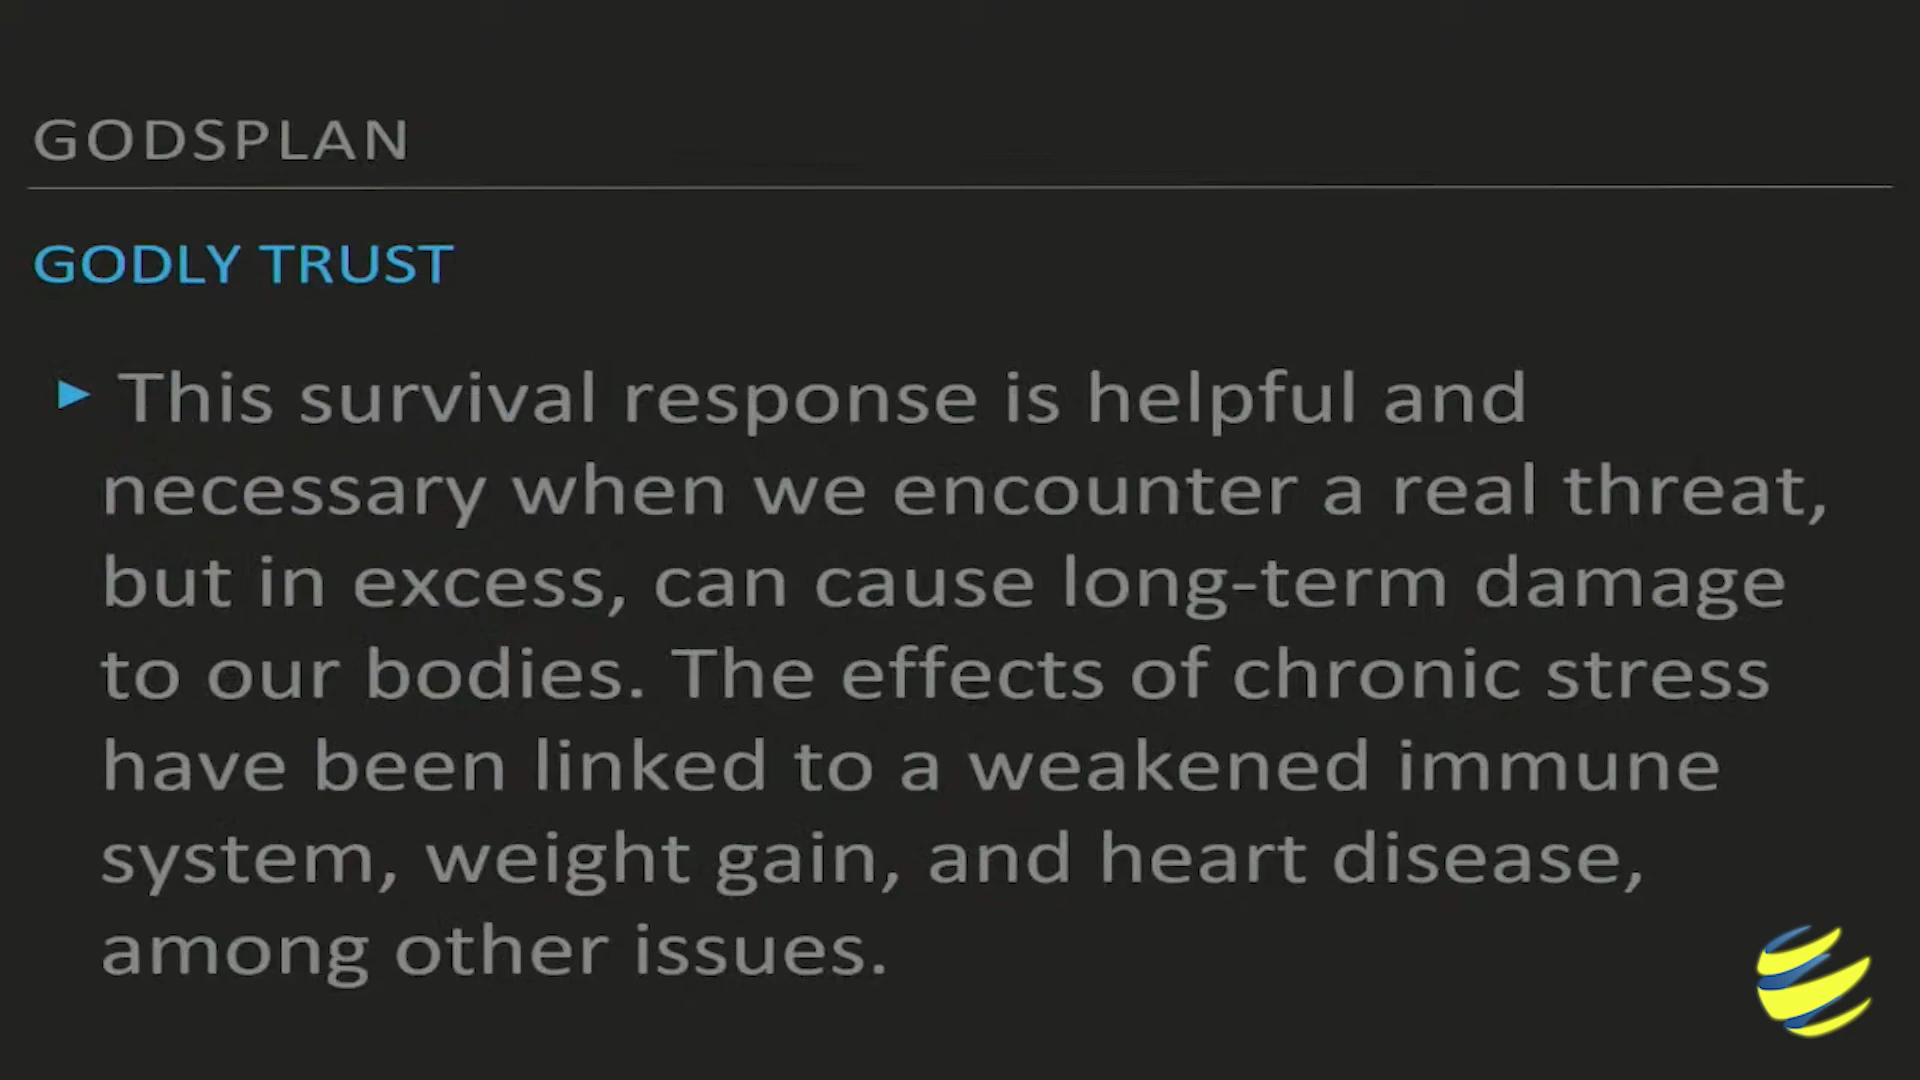 GODSPLAN
GODLY TRUST
This survival response is helpful and
necessary when we encounter a real threat,
but in excess, can cause long-term damage
to our bodies. The effects of chronic stress
have been linked to a weakened immune
system, weight gain, and heart disease,
among other issues.